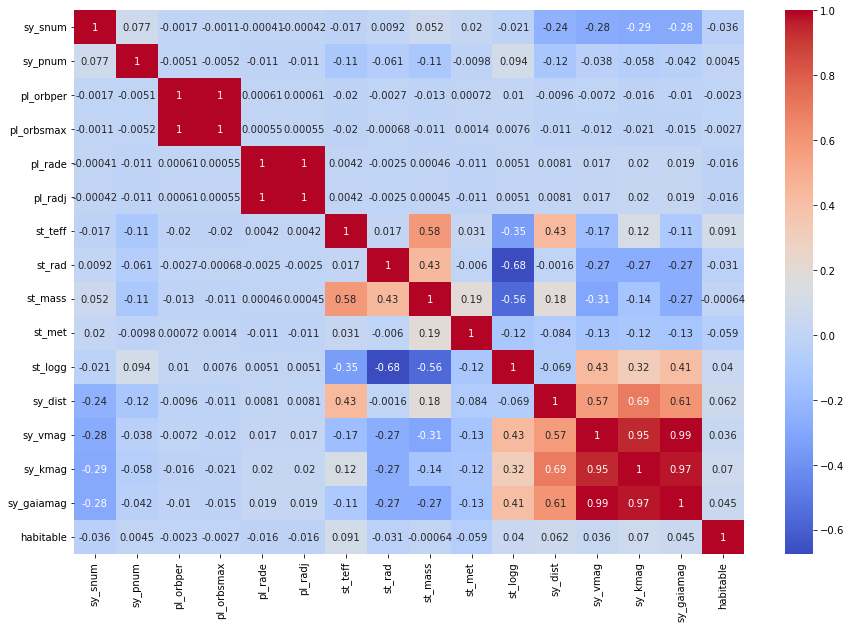 sy_snum 1 0.077 -0.0017 -0.0011 -0.00041 -0.00042 -0.017 0.0092 0.052 0.02 -0.021 -0.24 -0.28 -0.29 -0.28 -0.036
sy_pnum 0.077 1 -0.0051 -0.0052 -0.011 -0.011 -0.11 -0.061 -0.11 -0.0098 0.094 -0.12 -0.038 -0.058 -0.042 0.0045
pl_orbper -0.0017 -0.0051 1 1 0.00061 0.00061 -0.02 -0.0027 -0.013 0.00072 0.01 -0.0096 -0.0072 -0.016 -0.01 -0.0023
pl_orbsmax -0.0011 -0.0052 1 1 0.00055 0.00055 -0.02 -0.00068 -0.011 0.0014 0.0076 -0.011 -0.012 -0.021 -0.015 -0.0027
pl_rade -0.00041 -0.011 0.00061 0.00055 1 1 0.0042 -0.0025 0.00046 -0.011 0.0051 0.0081 0.017 0.02 0.019 -0.016
pl_radj -0.00042 -0.011 0.00061 0.00055 1 1 0.0042 -0.0025 0.00045 -0.011 0.0051 0.0081 0.017 0.02 0.019 -0.016
st_teff -0.017 -0.11 -0.02 -0.02 0.0042 0.0042 1 0.017 0.58 0.031 -0.35 0.43 -0.17 0.12 -0.11 0.091
st_rad 0.0092 -0.061 -0.0027 -0.00068 -0.0025 -0.0025 0.017 1 0.43 -0.006 -0.68 -0.0016 -0.27 -0.27 -0.27 -0.031
st_mass 0.052 -0.11 -0.013 -0.011 0.00046 0.00045 0.58 0.43 1 0.19 -0.56 0.18 -0.31 -0.14 -0.27 -0.00064
st_met 0.02 -0.0098 0.00072 0.0014 -0.011 -0.011 0.031 -0.006 0.19 1 -0.12 -0.084 -0.13 -0.12 -0.13 -0.059
st_logg -0.021 0.094 0.01 0.0076 0.0051 0.0051 -0.35 -0.68 -0.56 -0.12 1 -0.069 0.43 0.32 0.41 0.04
sy_dist -0.24 -0.12 -0.0096 -0.011 0.0081 0.0081 0.43 -0.0016 0.18 -0.084 -0.069 1 0.57 0.69 0.61 0.062
sy_vmag -0.28 -0.038 -0.0072 -0.012 0.017 0.017 -0.17 -0.27 -0.31 -0.13 0.43 0.57 1 0.95 0.99 0.036
sy_kmag -0.29 -0.058 -0.016 -0.021 0.02 0.02 0.12 -0.27 -0.14 -0.12 0.32 0.69 0.95 1 0.97 0.07
sy_gaiamag -0.28 -0.042 -0.01 -0.015 0.019 0.019 -0.11 -0.27 -0.27 -0.13 0.41 0.61 0.99 0.97 1 0.045
habitable -0.036 0.0045 -0.0023 -0.0027 -0.016 -0.016 0.091 -0.031 -0.00064 -0.059 0.04 0.062 0.036 0.07 0.045 1
sy_snum sy_pnum pl_orbper pl_orbsmax pl_rade pl_radj st_teff st_rad st_mass st_met st_logg sy_dist sy_vmag sy_kmag sy_gaiamag habitable
1.0
0.8
0.6
0.4
0.2
0.0
−0.2
−0.4
−0.6